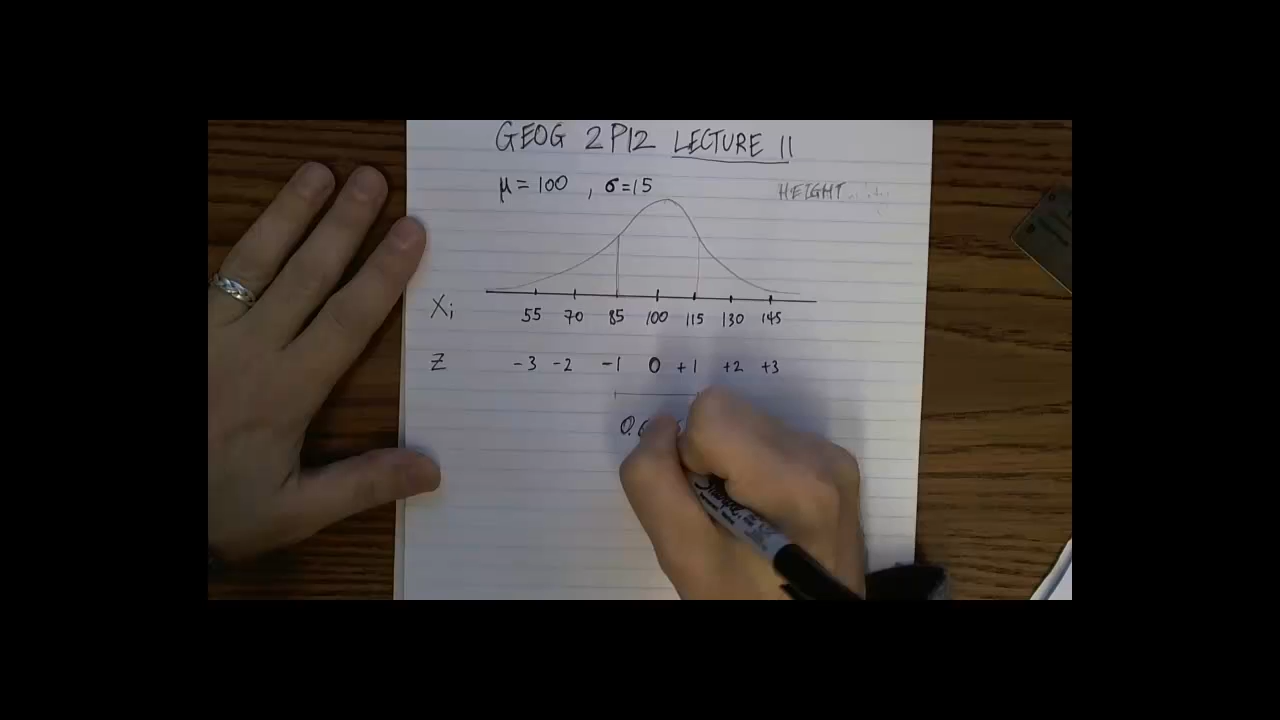 GEOG 2P12 LECTURE 11
μ = 100 , σ = 15
HEIGHT
Xi 55 70 85 100 115 130 145
Z -3 -2 -1 0 +1 +2 +3
Sharpie